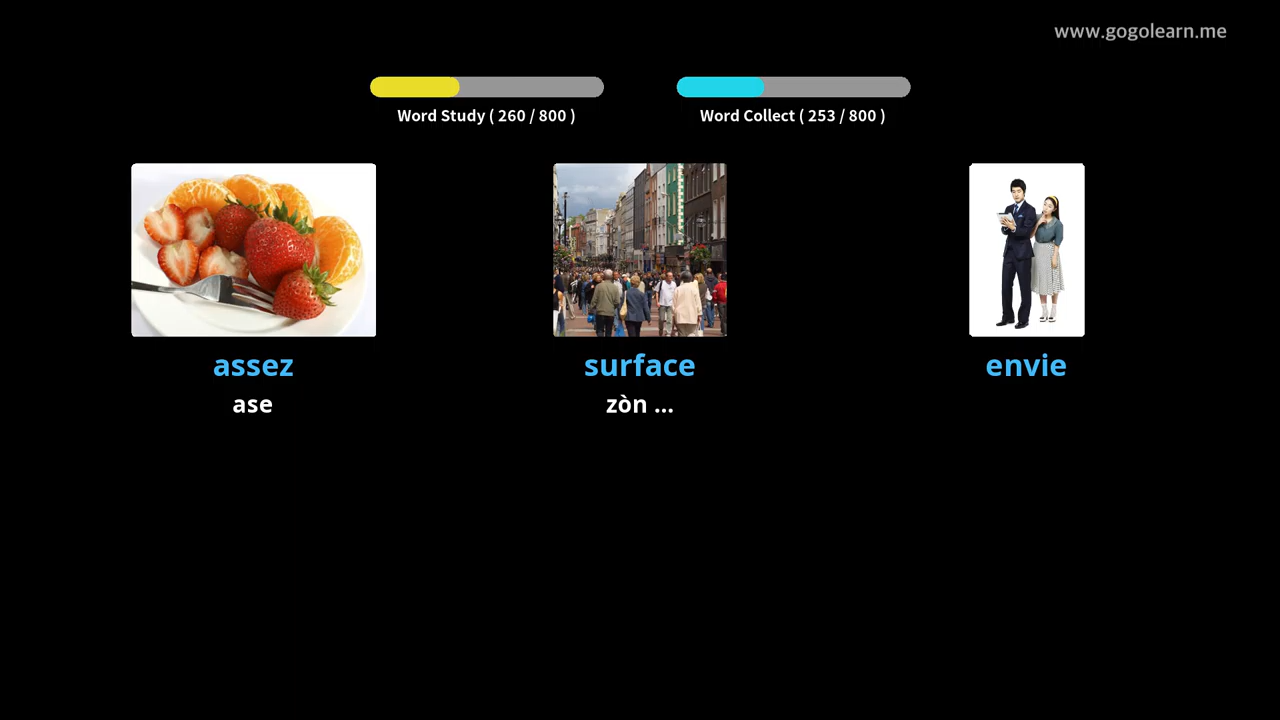 www.gogolearn.me
Word Study ( 260 / 800 )
Word Collect ( 253 / 800 )
assez
surface
envie
ase
zòn ...